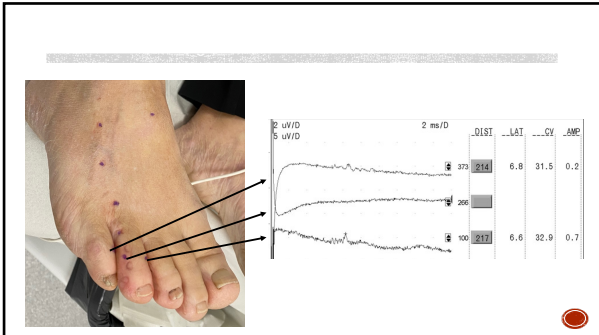 2 uV/D 2 ms/D
5 uV/D
DIST LAT CV AMP
373 214 6.8 31.5 0.2
266
100 217 6.6 32.9 0.7